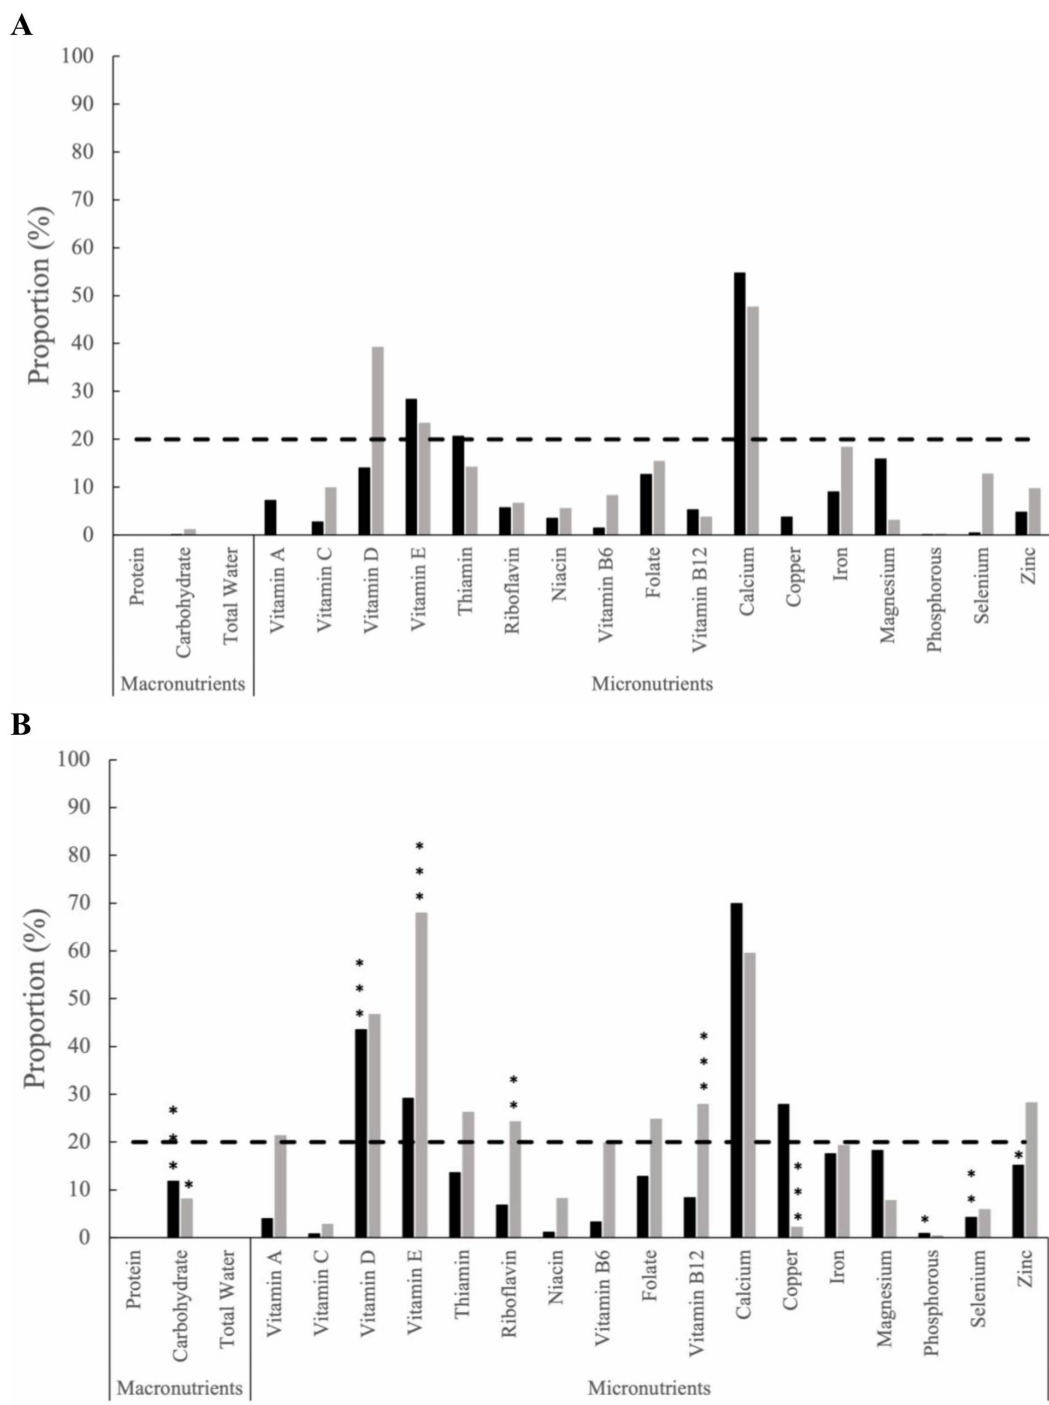 A
100
90
80
70
60
50
40
30
20
10
0
Proportion (%)
Protein
Carbohydrate
Total Water
Vitamin A
Vitamin C
Vitamin D
Vitamin E
Thiamin
Riboflavin
Niacin
Vitamin B6
Folate
Vitamin B12
Calcium
Copper
Iron
Magnesium
Phosphorous
Selenium
Zinc
Macronutrients
Micronutrients
B
100
90
80
70
60
50
40
30
20
10
0
Proportion (%)
* * *
*
* * *
* * *
* *
* * *
* * *
*
* *
*
Protein
Carbohydrate
Total Water
Vitamin A
Vitamin C
Vitamin D
Vitamin E
Thiamin
Riboflavin
Niacin
Vitamin B6
Folate
Vitamin B12
Calcium
Copper
Iron
Magnesium
Phosphorous
Selenium
Zinc
Macronutrients
Micronutrients